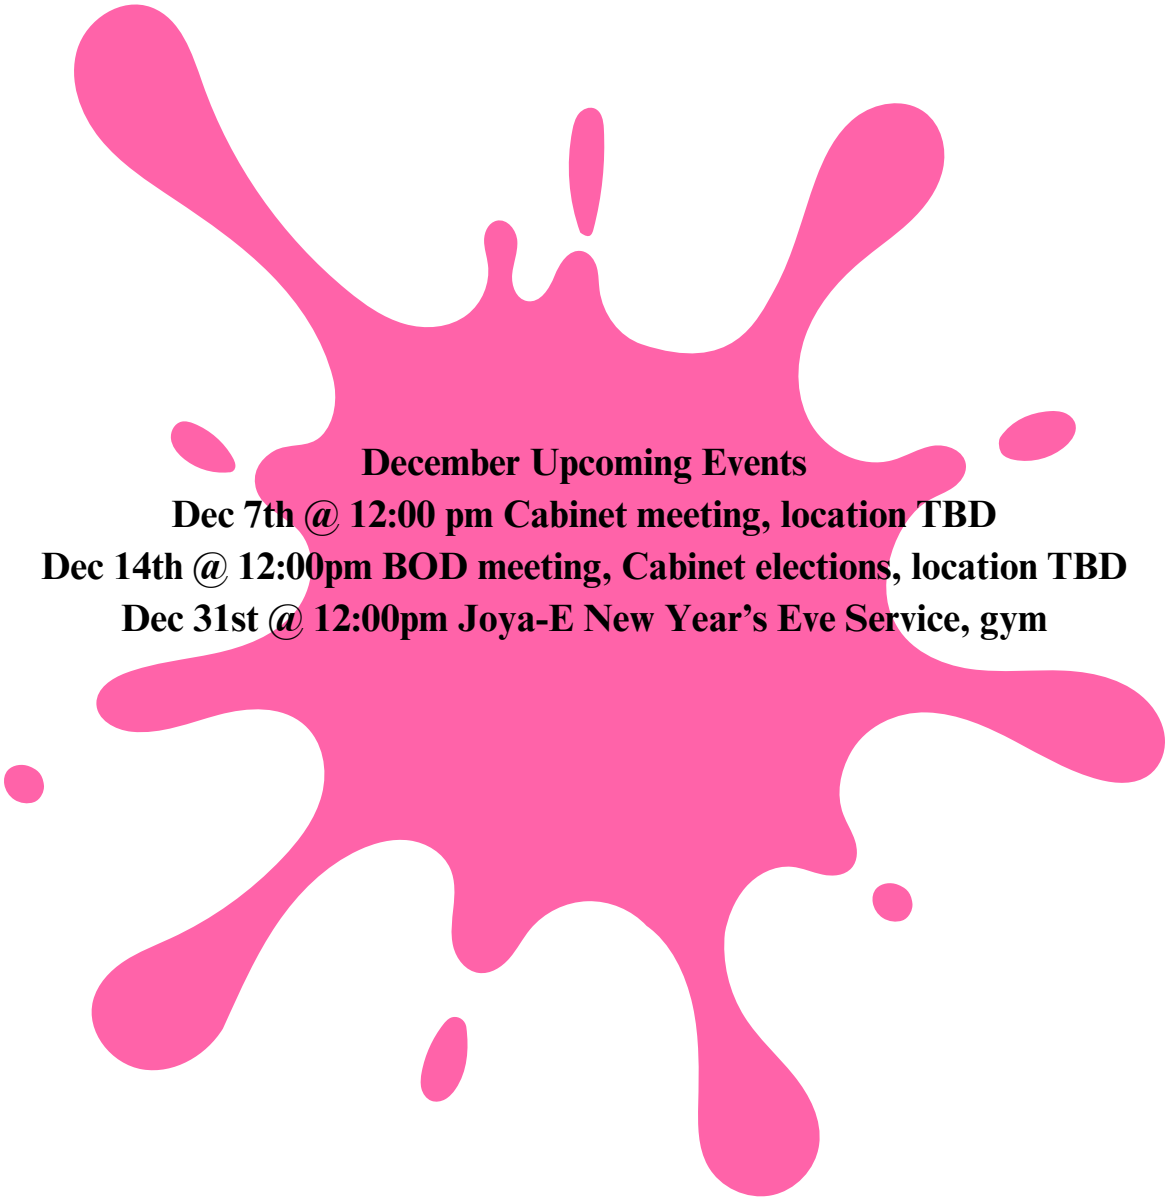 December Upcoming Events
Dec 7th @ 12:00 pm Cabinet meeting, location TBD
Dec 14th @ 12:00pm BOD meeting, Cabinet elections, location TBD
Dec 31st @ 12:00pm Joya-E New Year’s Eve Service, gym